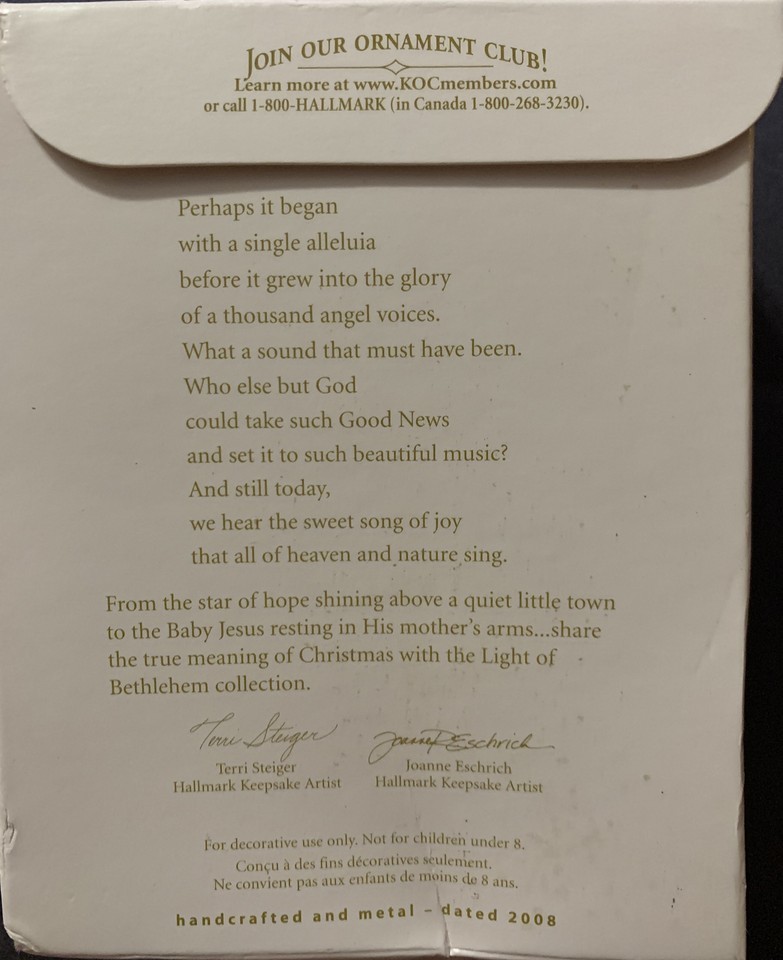 JOIN OUR ORNAMENT CLUB!
Learn more at www.KOCmembers.com
or call 1-800-HALLMARK (in Canada 1-800-268-3230).
Perhaps it began
with a single alleluia
before it grew into the glory
of a thousand angel voices.
What a sound that must have been.
Who else but God
could take such Good News
and set it to such beautiful music?
And still today,
we hear the sweet song of joy
that all of heaven and nature sing.
From the star of hope shining above a quiet little town
to the Baby Jesus resting in His mother's arms...share
the true meaning of Christmas with the Light of
Bethlehem collection.
Terri Steiger Joanne Eschrich
Terri Steiger Joanne Eschrich
Hallmark Keepsake Artist Hallmark Keepsake Artist
For decorative use only. Not for children under 8.
Conçu à des fins décoratives seulement.
Ne convient pas aux enfants de moins de 8 ans.
handcrafted and metal – dated 2008